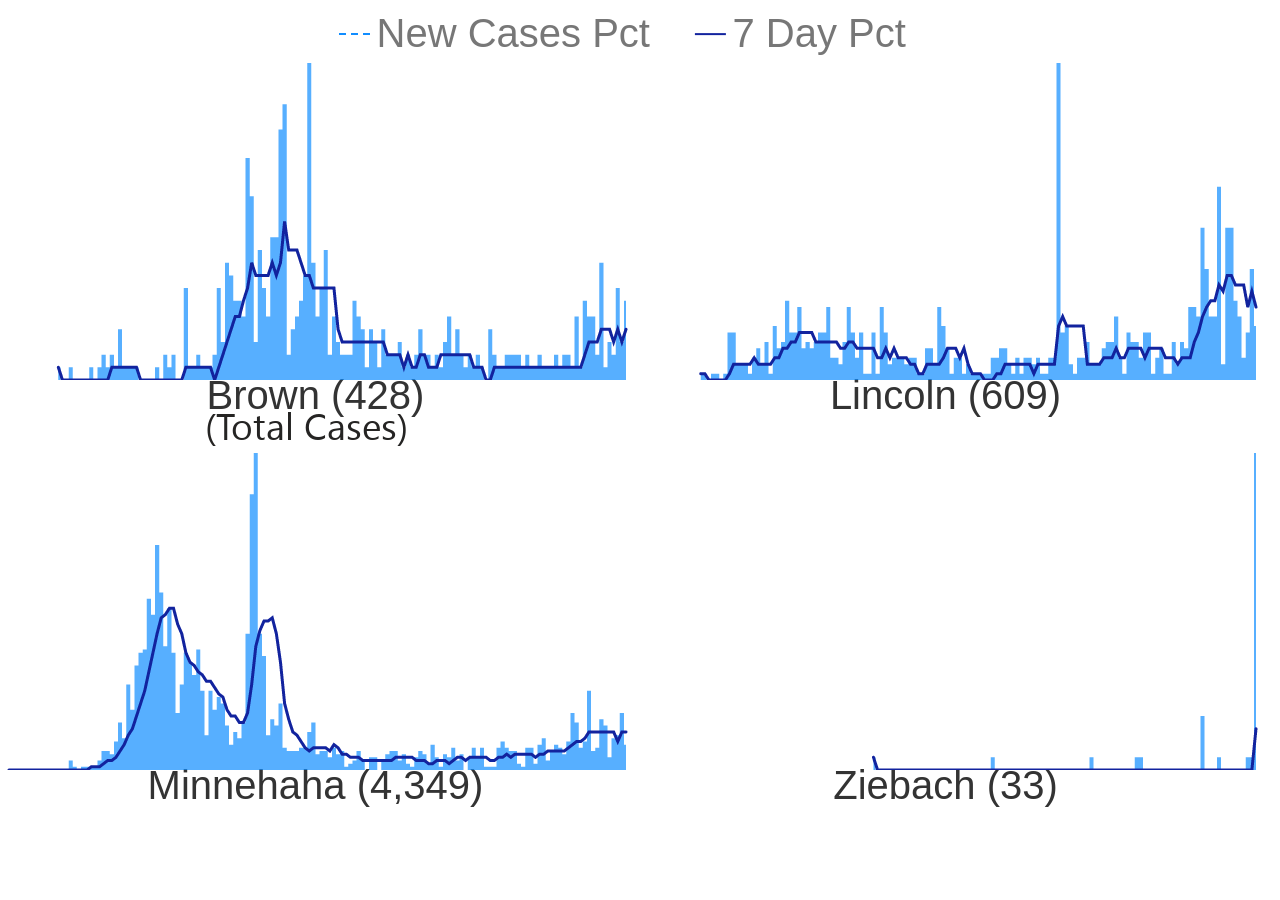 New Cases Pct 7 Day Pct
Brown (428) Lincoln (609)
(Total Cases)
Minnehaha (4,349) Ziebach (33)